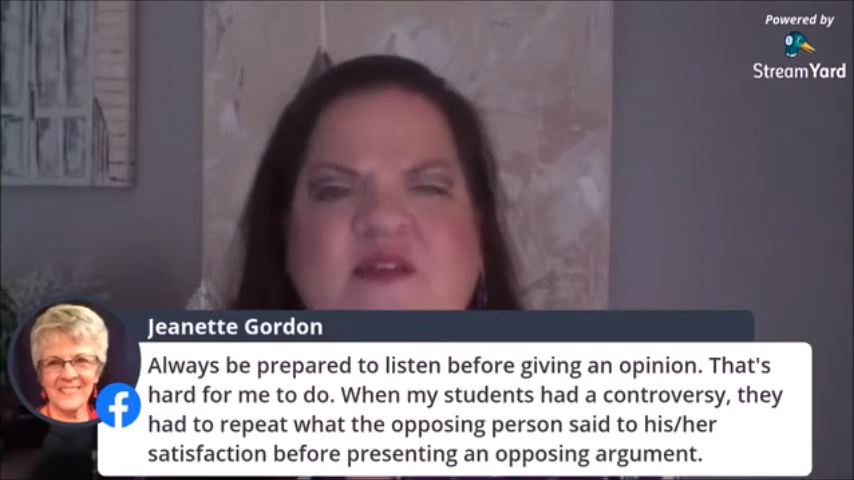 Powered by
StreamYard
Jeanette Gordon
Always be prepared to listen before giving an opinion. That's
hard for me to do. When my students had a controversy, they
had to repeat what the opposing person said to his/her
satisfaction before presenting an opposing argument.